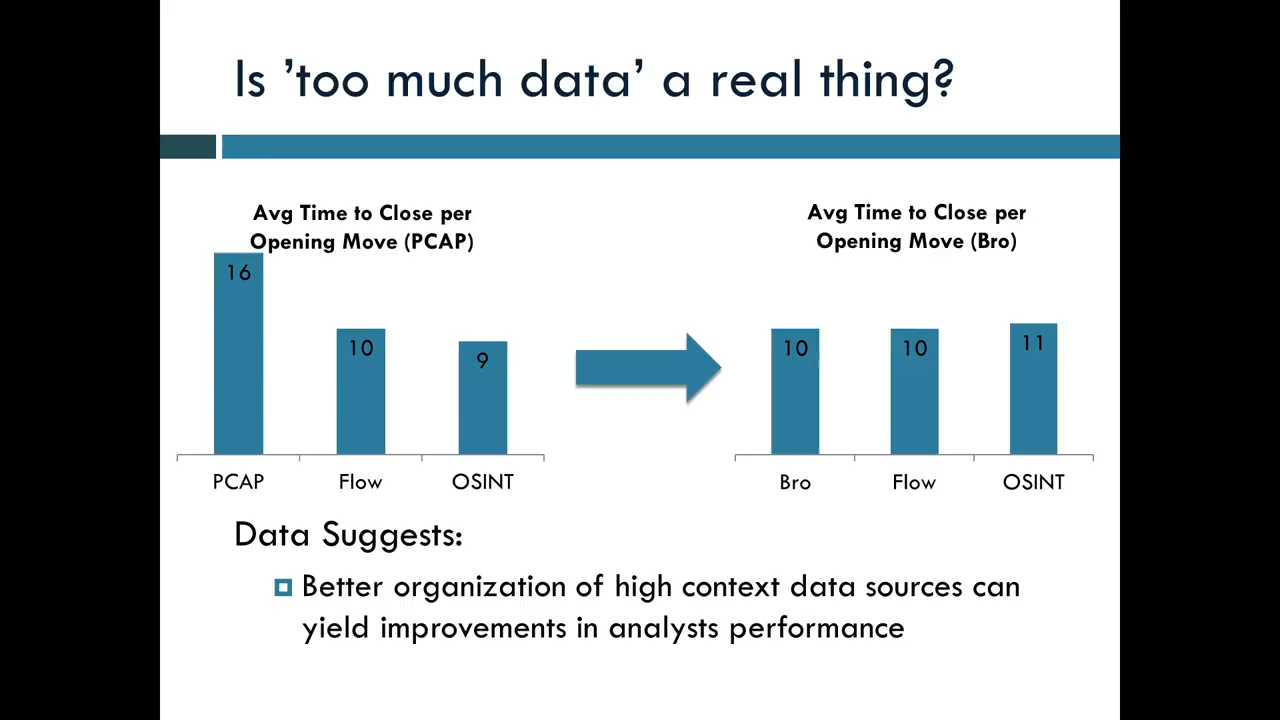 Is ’too much data’ a real thing?
Avg Time to Close per
Opening Move (PCAP)
16
10
9
PCAP
Flow
OSINT
Avg Time to Close per
Opening Move (Bro)
10
10
11
Bro
Flow
OSINT
Data Suggests:
Better organization of high context data sources can
yield improvements in analysts performance